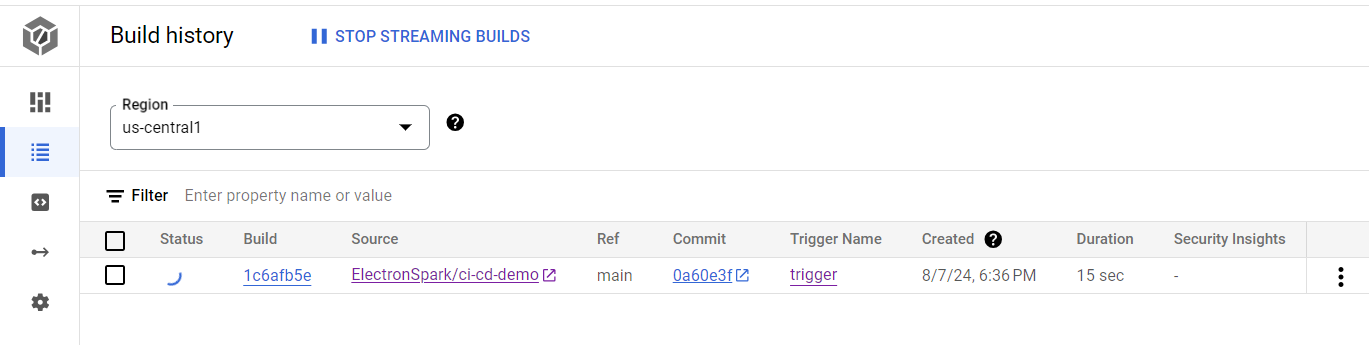 Build history STOP STREAMING BUILDS
Region
us-central1
Filter Enter property name or value
Status Build Source Ref Commit Trigger Name Created Duration Security Insights
1c6afb5e ElectronSpark/ci-cd-demo main 0a60e3f trigger 8/7/24, 6:36 PM 15 sec -